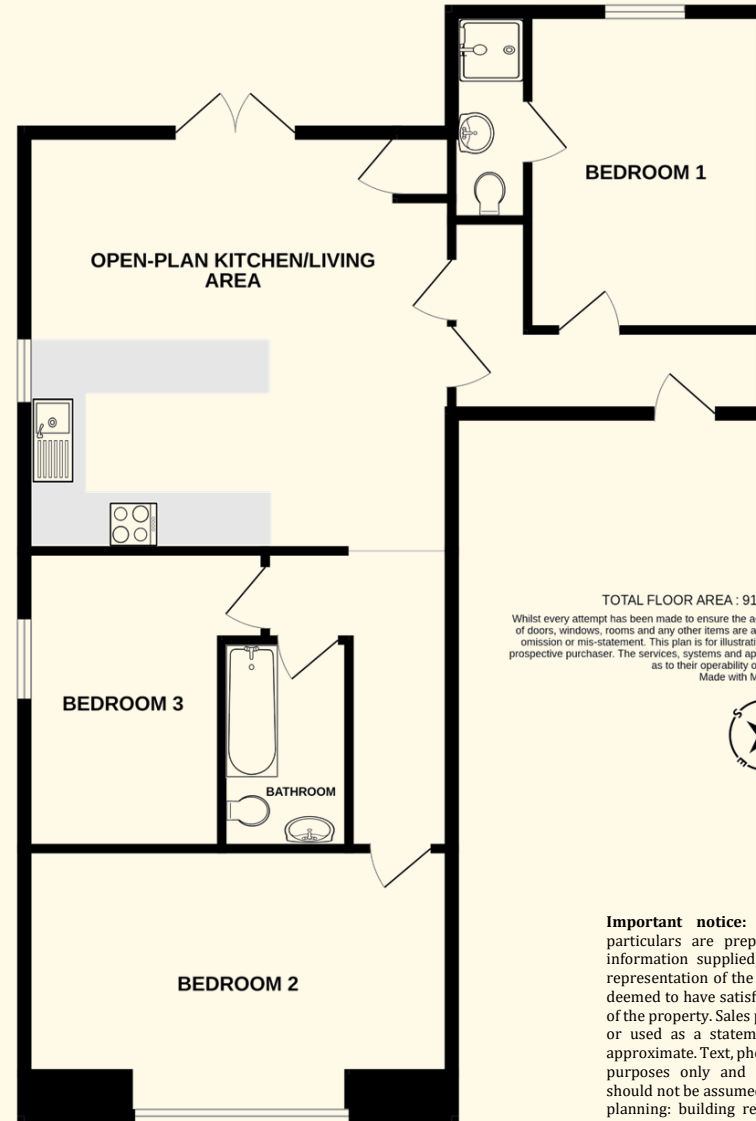 BEDROOM 1
OPEN-PLAN KITCHEN/LIVING
AREA
BEDROOM 3
BATHROOM
BEDROOM 2
TOTAL FLOOR AREA : 91
Whilst every attempt has been made to ensure the a
of doors, windows, rooms and any other items are a
omission or mis-statement. This plan is for illustrati
prospective purchaser. The services, systems and ap
as to their operability o
Made with M
S
E
Important notice:
particulars are prep
information supplied,
representation of the
deemed to have satisf
of the property. Sales p
or used as a statem
approximate. Text, pho
purposes only and
should not be assumed
planning: building re